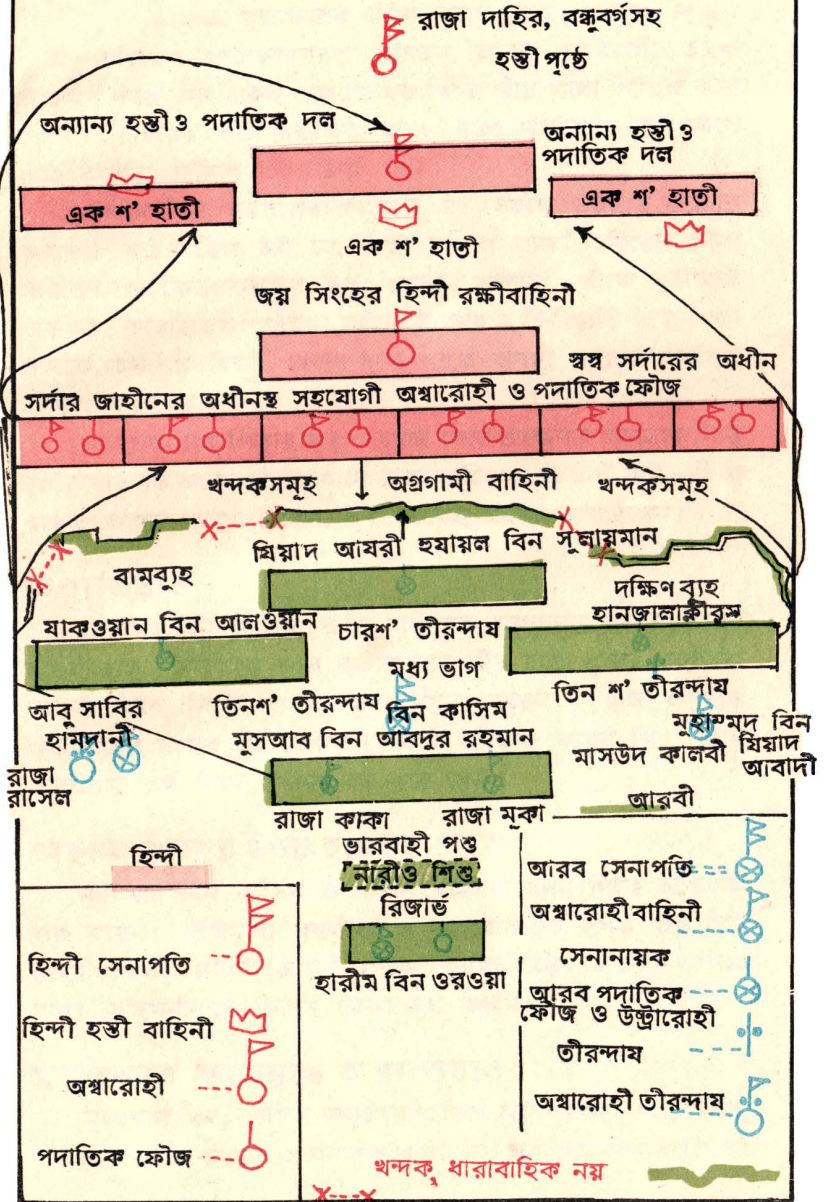 রাজা দাহির, বন্ধুবর্গসহ
হস্তী পৃষ্ঠে
অন্যান্য হস্তী ও পদাতিক দল
অন্যান্য হস্তী ও
পদাতিক দল
এক শ' হাতী
এক শ' হাতী
এক শ' হাতী
জয় সিংহের হিন্দী রক্ষীবাহিনী
স্বস্ব সর্দারের অধীন
সর্দার জাহীনের অধীনস্থ সহযোগী অশ্বারোহী ও পদাতিক ফৌজ
খন্দকসমূহ
অগ্রগামী বাহিনী
খন্দকসমূহ
যিয়াদ আযরী হুযায়ল বিন সুলায়মান
বামব্যুহ
দক্ষিণ ব্যুহ
হানজালা
যাকওয়ান বিন আলওয়ান
চারশ' তীরন্দায
মধ্য ভাগ
তিনশ' তীরন্দায
তিন শ' তীরন্দায
আবু সাবির
হামদানী
বিন কাসিম
মুসআব বিন আবদুর রহমান
মুহাম্মদ বিন
যিয়াদ
আবাদী
মাসউদ কালবী
রাজা
রাসেল
রাজা কাকা
রাজা মুকা
আরবী
হিন্দী
ভারবাহী পশু
নারীও শিশু
রিজার্ভ
হারীম বিন ওরওয়া
হিন্দী সেনাপতি
হিন্দী হস্তী বাহিনী
অশ্বারোহী
পদাতিক ফৌজ
আরব সেনাপতি
অশ্বারোহী বাহিনী
সেনানায়ক
আরব পদাতিক
ফৌজ ও উষ্ট্রারোহী
তীরন্দায
অশ্বারোহী তীরন্দায
খন্দক, ধারাবাহিক নয়